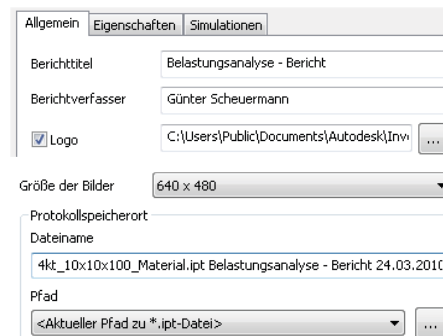 Allgemein Eigenschaften Simulationen
Berichttitel Belastungsanalyse - Bericht
Berichtverfasser Günter Scheuermann
Logo C:\Users\Public\Documents\Autodesk\Inv ...
Größe der Bilder 640 x 480
Protokollspeicherort
Dateiname
4kt_10x10x100_Material.ipt Belastungsanalyse - Bericht 24.03.2010
Pfad
<Aktueller Pfad zu *.ipt-Datei> ...